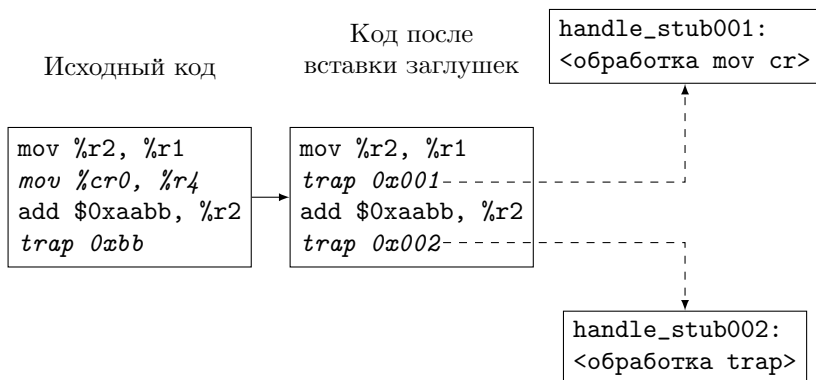 Исходный код
mov %r2, %r1
mov %cr0, %r4
add $0xaabb, %r2
trap 0xbb
Код после
вставки заглушек
mov %r2, %r1
trap 0x001
add $0xaabb, %r2
trap 0x002
handle_stub001:
<обработка mov cr>
handle_stub002:
<обработка trap>